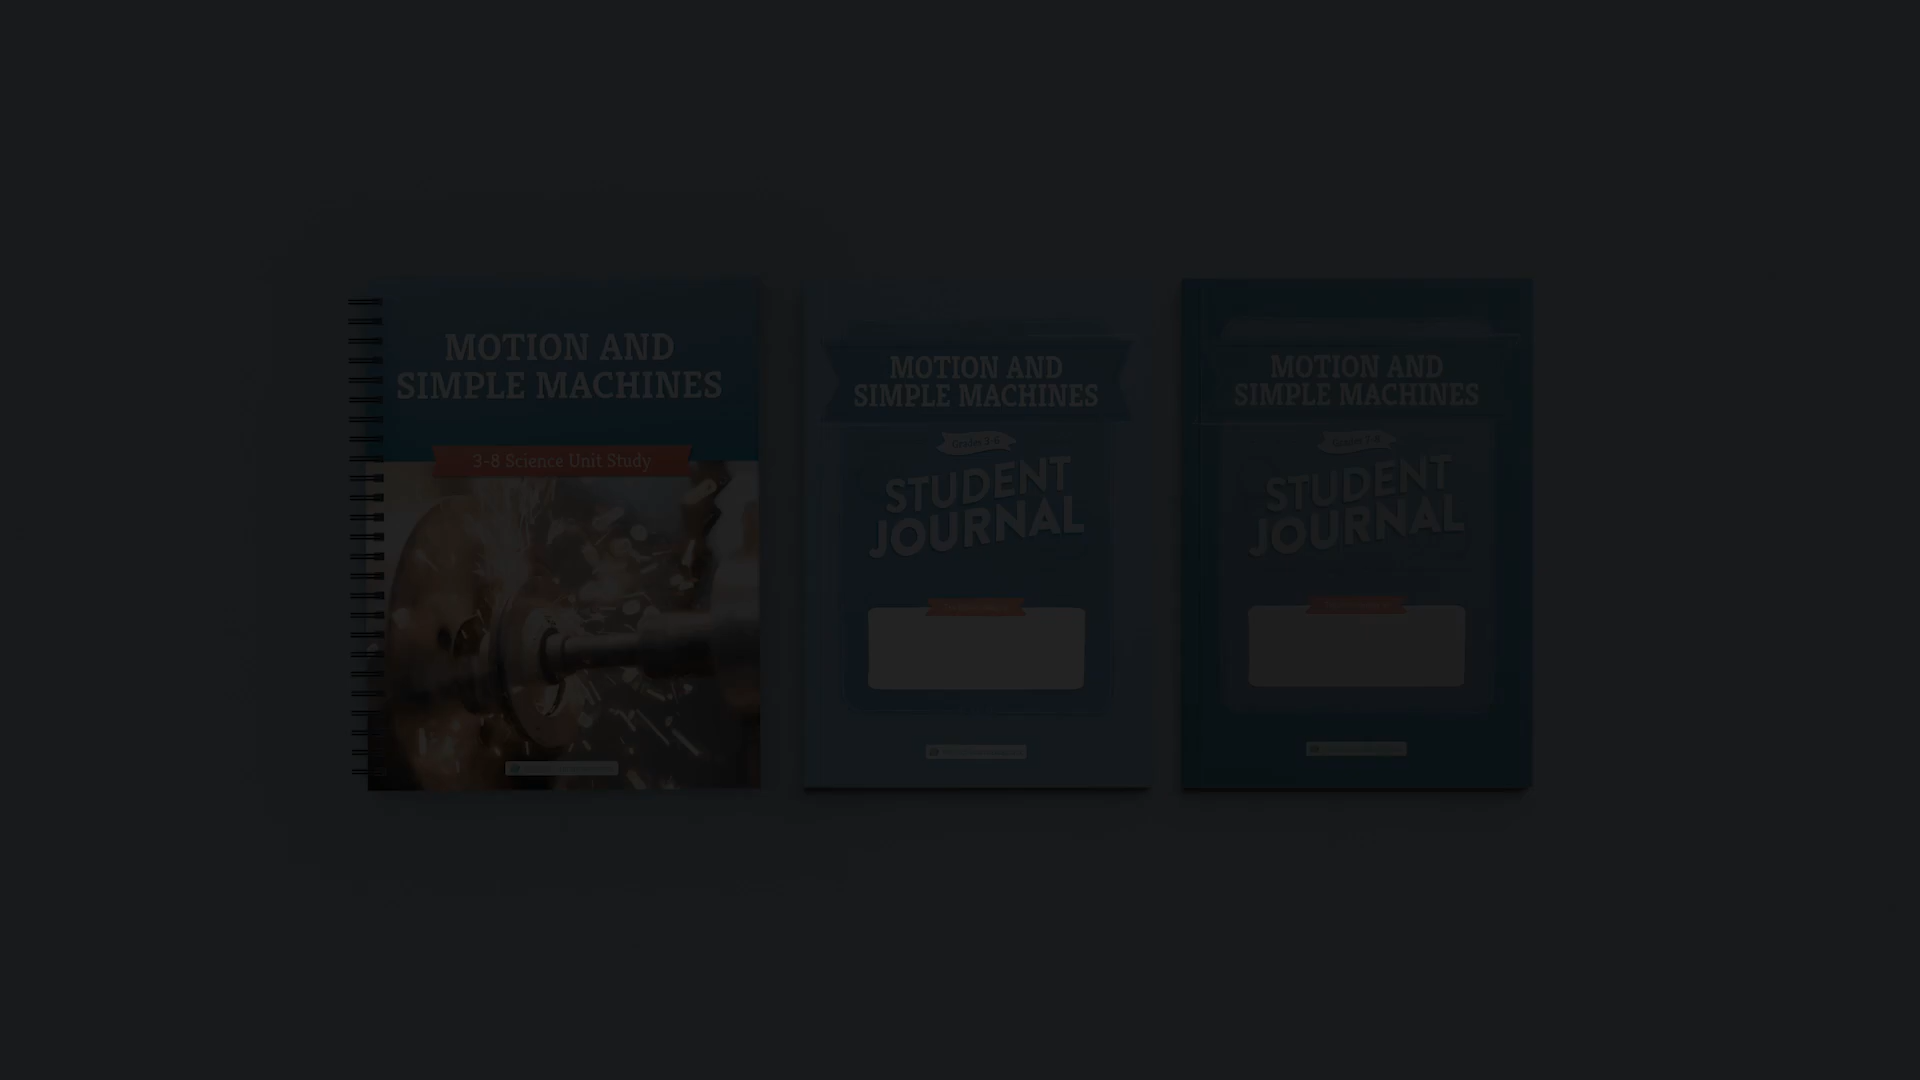 MOTION AND
SIMPLE MACHINES
3-8 Science Unit Study
MOTION AND
SIMPLE MACHINES
Grades
STUDENT
JOURNAL
MOTION AND
SIMPLE MACHINES
STUDENT
JOURNAL